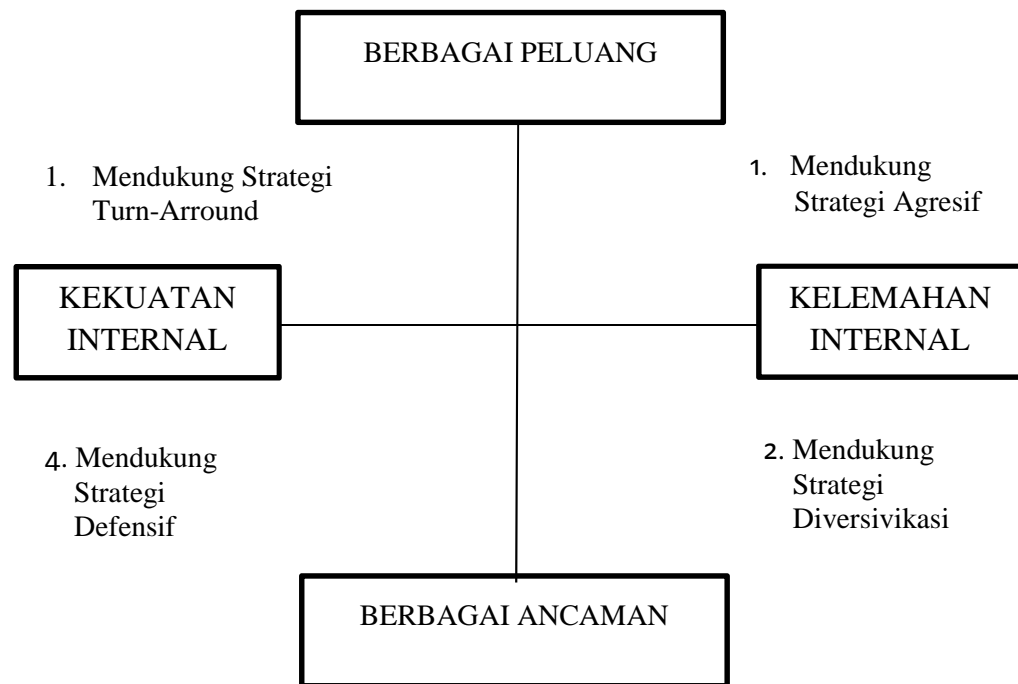 BERBAGAI PELUANG
1. Mendukung Strategi
Turn-Arround
1. Mendukung
Strategi Agresif
KEKUATAN
INTERNAL
KELEMAHAN
INTERNAL
4. Mendukung
Strategi
Defensif
2. Mendukung
Strategi
Diversivikasi
BERBAGAI ANCAMAN